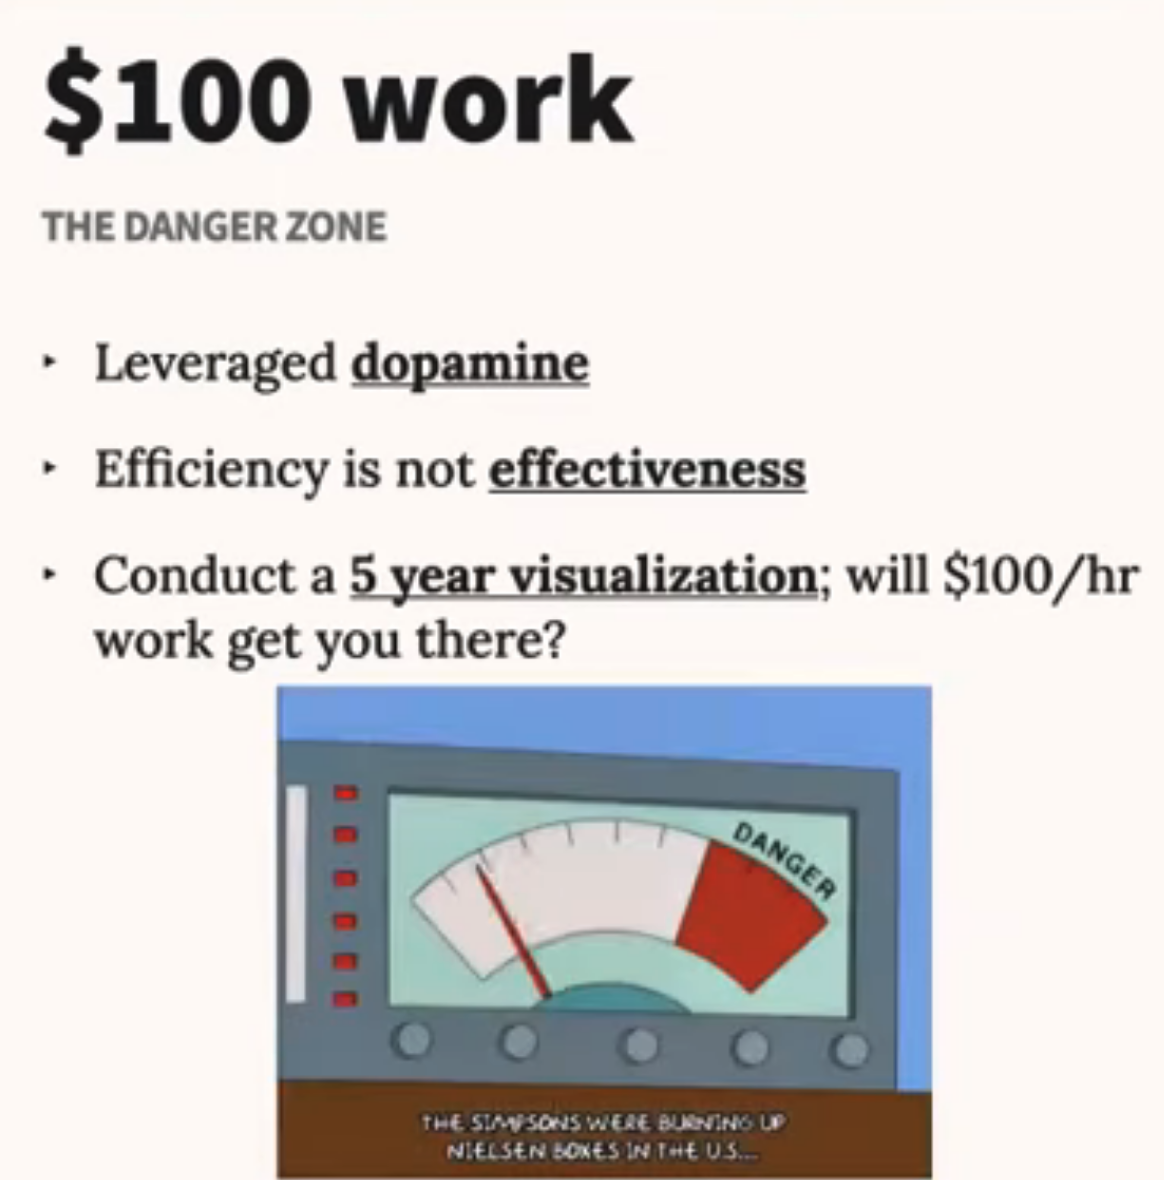 $100 work
THE DANGER ZONE
‣ Leveraged dopamine
‣ Efficiency is not effectiveness
‣ Conduct a 5 year visualization; will $100/hr
work get you there?
DANGER
THE SIMPSONS WERE BURNING UP
NIELSEN BOXES IN THE U.S...